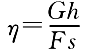 η = Gh / Fs